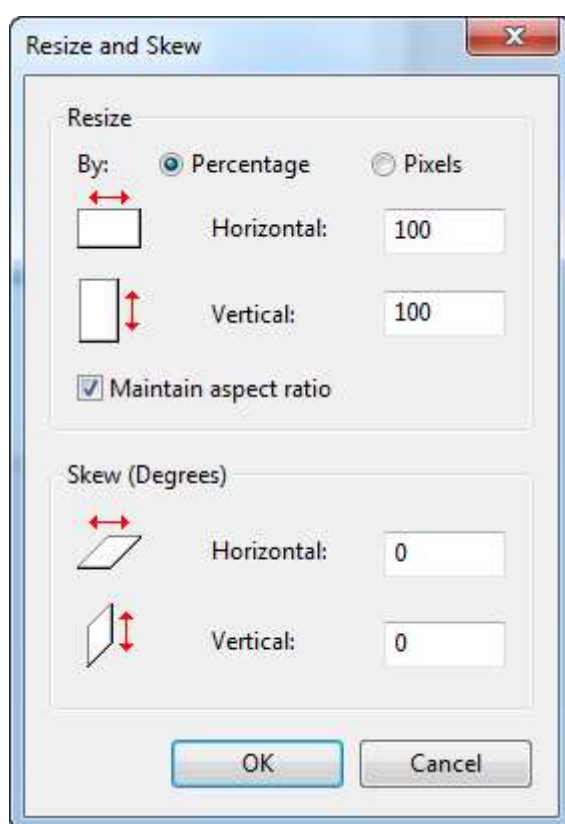 Resize and Skew
Resize
By: Percentage Pixels
Horizontal: 100
Vertical: 100
Maintain aspect ratio
Skew (Degrees)
Horizontal: 0
Vertical: 0
OK Cancel